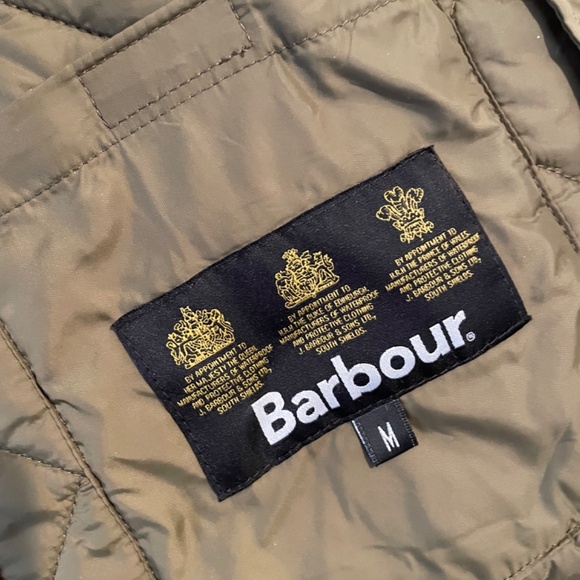 BY APPOINTMENT TO
HER MAJESTY THE QUEEN
MANUFACTURERS OF WATERPROOF
AND PROTECTIVE CLOTHING
J. BARBOUR & SONS LTD,
SOUTH SHIELDS.
BY APPOINTMENT TO
H.R.H THE DUKE OF EDINBURGH,
MANUFACTURERS OF WATERPROOF
AND PROTECTIVE CLOTHING
J. BARBOUR & SONS LTD.
SOUTH SHIELDS.
BY APPOINTMENT TO
H.R.H THE PRINCE OF WALES
MANUFACTURERS OF WATERPROOF
AND PROTECTIVE CLOTHING
J. BARBOUR & SONS LTD,
SOUTH SHIELDS
Barbour®
M